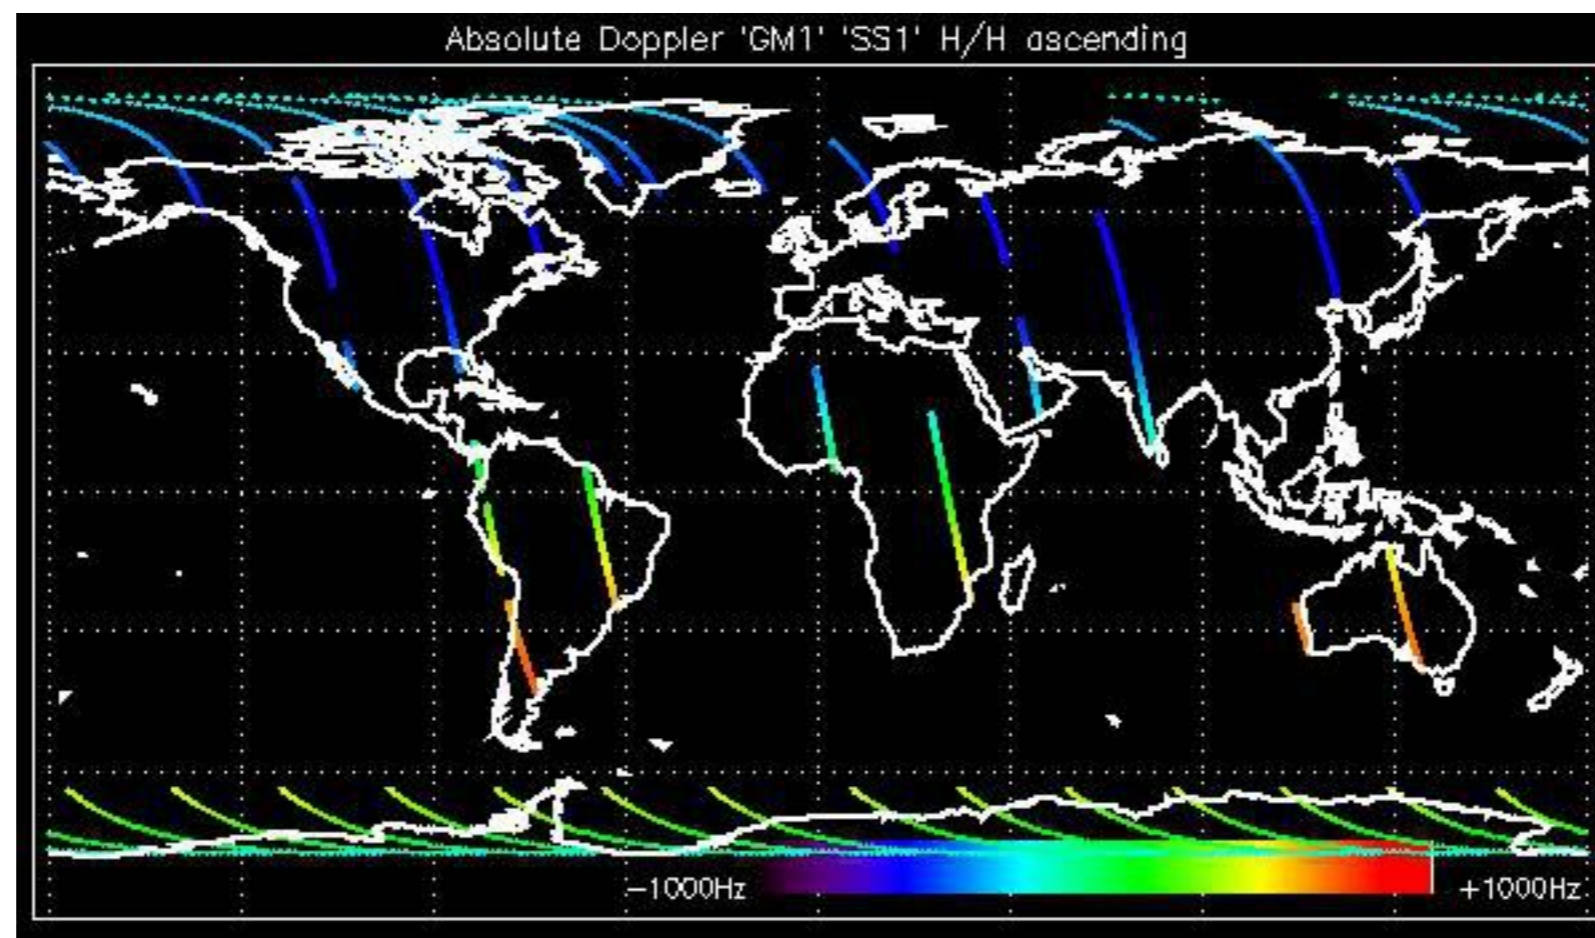 Absolute Doppler 'GM1' 'SS1' H/H ascending
-1000Hz
+1000Hz